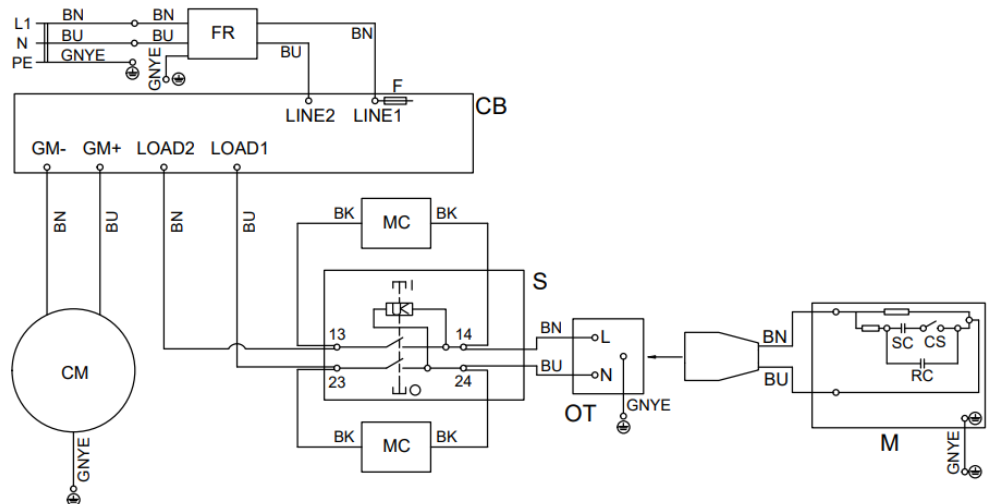 L1 BN BN FR BN
N BU BU BU
PE GNYE GNYE
F
LINE2 LINE1 CB
GM- GM+ LOAD2 LOAD1
BN BU BN BU
BK MC BK
S
I
13 14
23 24
O
BK MC BK
CM
GNYE
BN L
BU N
OT GNYE
BN
BU
SC CS
RC
M
GNYE